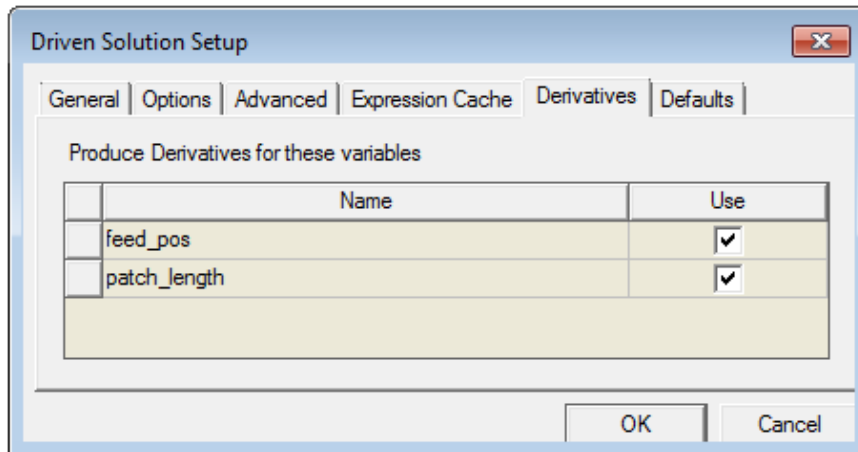 Driven Solution Setup
General Options Advanced Expression Cache Derivatives Defaults
Produce Derivatives for these variables
Name Use
feed_pos
patch_length
OK Cancel